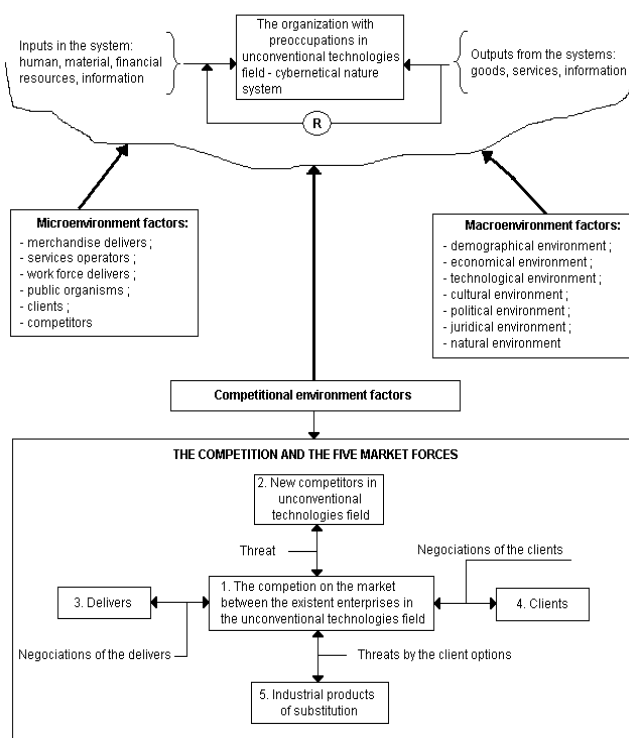 Inputs in the system:
human, material, financial
resources, information
The organization with
preoccupations in
unconventional technologies
field - cybernetical nature
system
Outputs from the systems:
goods, services, information
R
Microenvironment factors:
- merchandise delivers ;
- services operators ;
- work force delivers ;
- public organisms ;
- clients ;
- competitors
Macroenvironment factors:
- demographical environment ;
- economical environment ;
- technological environment ;
- cultural environment ;
- political environment ;
- juridical environment ;
- natural environment
Competitional environment factors
THE COMPETITION AND THE FIVE MARKET FORCES
2. New competitors in
unconventional
technologies field
Threat
Negociations of the clients
3. Delivers
1. The competion on the market
between the existent enterprises in
the unconventional technologies field
4. Clients
Negociations of the delivers
Threats by the client options
5. Industrial products
of substitution